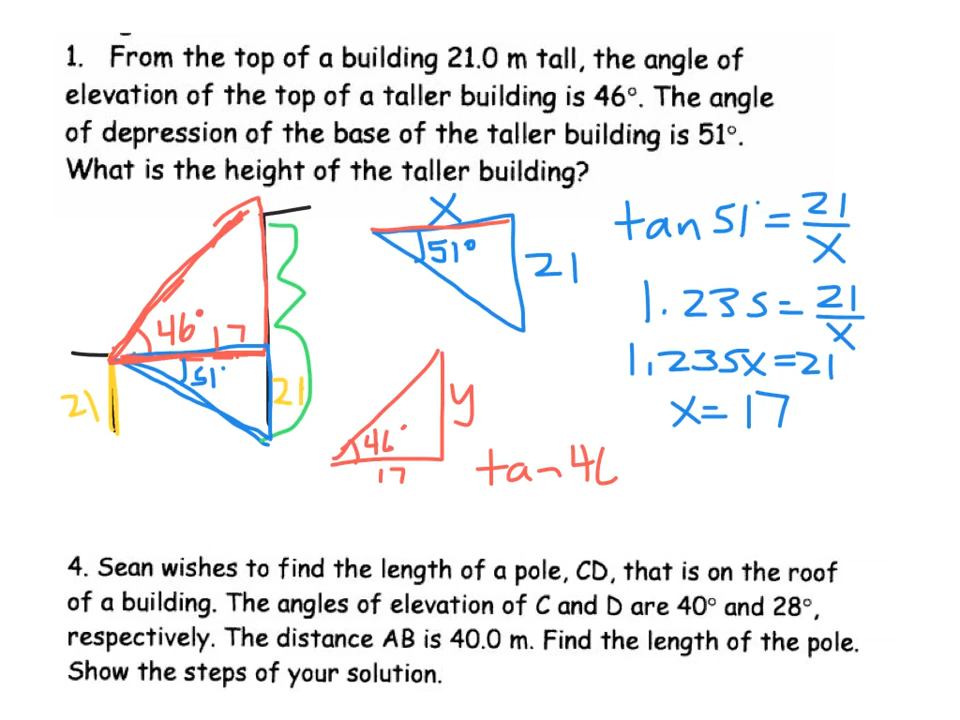 1. From the top of a building 21.0 m tall, the angle of
elevation of the top of a taller building is 46°. The angle
of depression of the base of the taller building is 51°.
What is the height of the taller building?
x
51°
21
tan 51° = 21/x
1.235 = 21/x
1.235x = 21
x = 17
46°
17
51°
21
21
46°
17
y
tan 46
4. Sean wishes to find the length of a pole, CD, that is on the roof
of a building. The angles of elevation of C and D are 40° and 28°,
respectively. The distance AB is 40.0 m. Find the length of the pole.
Show the steps of your solution.